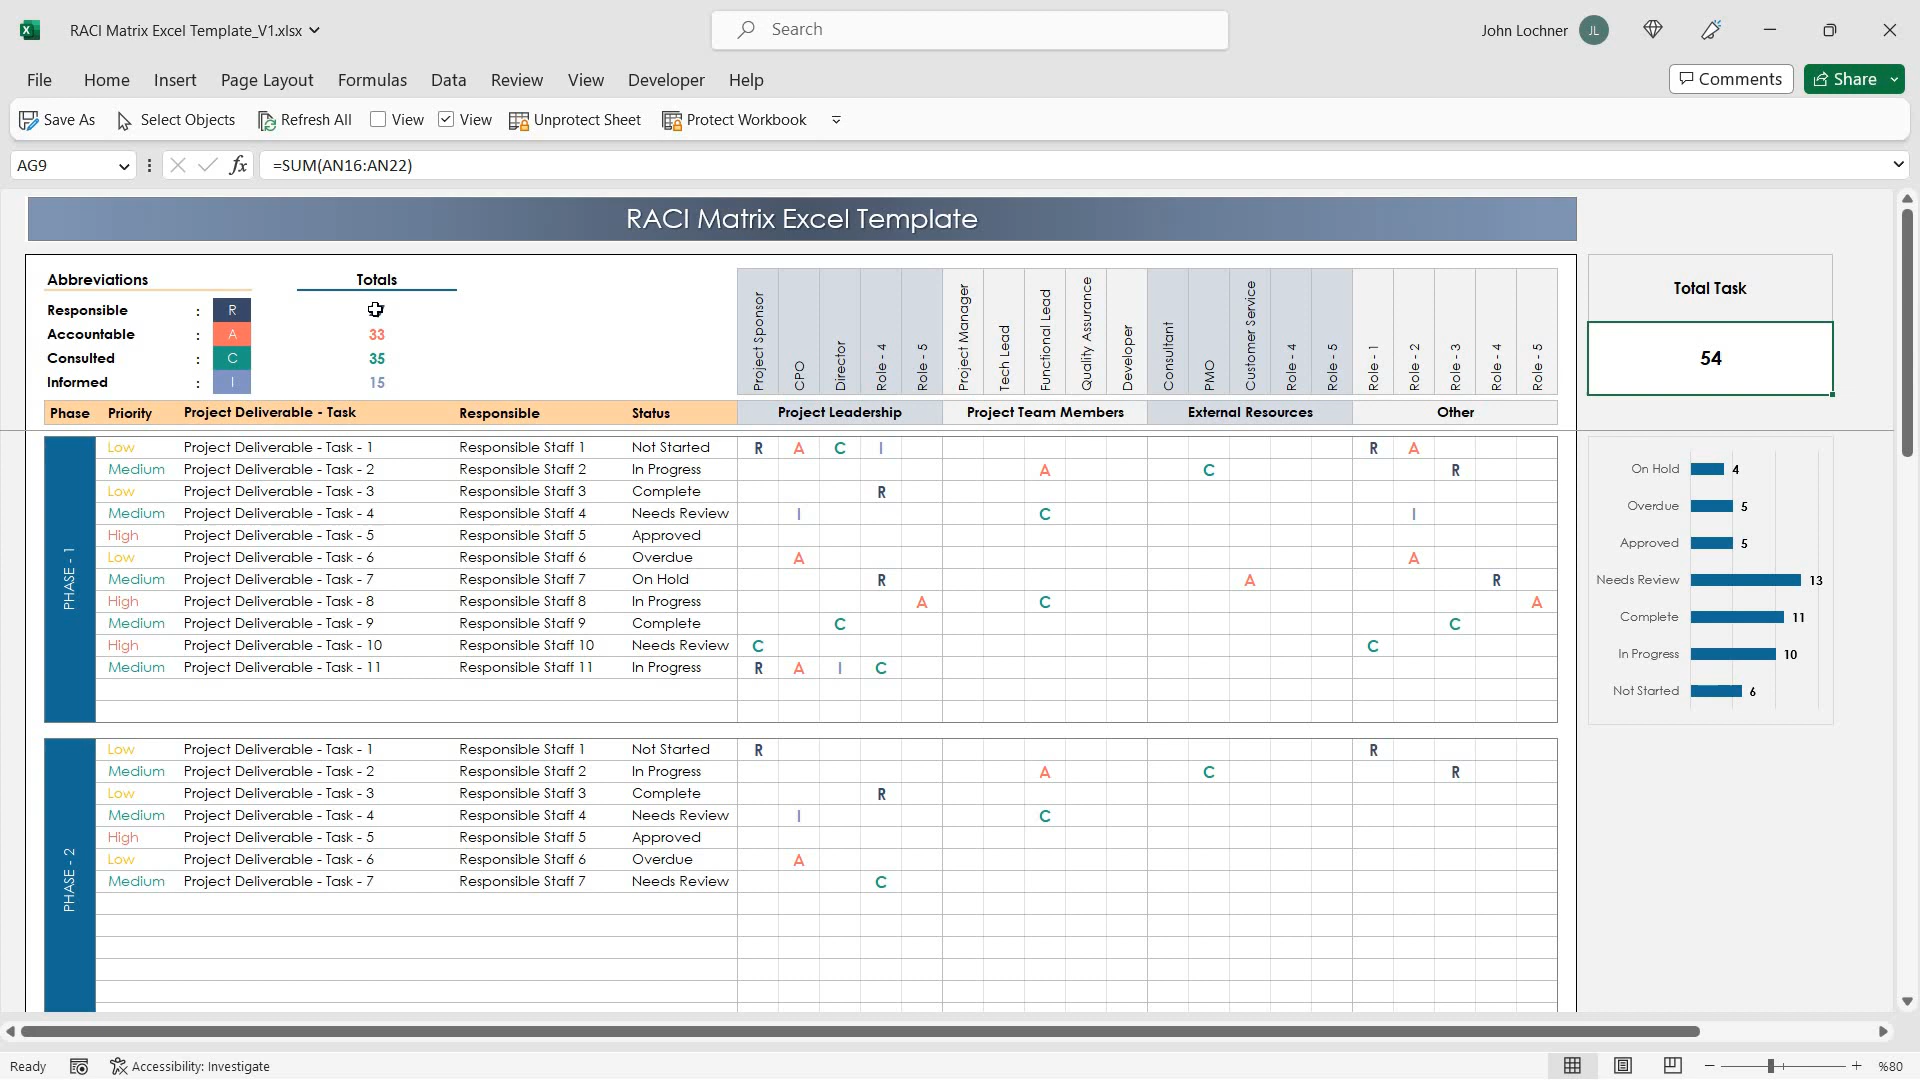 RACI Matrix Excel Template_V1.xlsx
Search
John Lochner JL
File Home Insert Page Layout Formulas Data Review View Developer Help
Comments Share
Save As Select Objects Refresh All View View Unprotect Sheet Protect Workbook
AG9 fx =SUM(AN16:AN22)
RACI Matrix Excel Template
Abbreviations Totals
Responsible : R
Accountable : A 33
Consulted : C 35
Informed : I 15
Project Sponsor CPO Director Role - 4 Role - 5 Project Manager Tech Lead Functional Lead Quality Assurance Developer Consultant PMO Customer Service Role - 4 Role - 5 Role - 1 Role - 2 Role - 3 Role - 4 Role - 5
Total Task
54
Phase Priority Project Deliverable - Task Responsible Status Project Leadership Project Team Members External Resources Other
PHASE - 1
Low Project Deliverable - Task - 1 Responsible Staff 1 Not Started R A C I R A
Medium Project Deliverable - Task - 2 Responsible Staff 2 In Progress A C R
Low Project Deliverable - Task - 3 Responsible Staff 3 Complete R
Medium Project Deliverable - Task - 4 Responsible Staff 4 Needs Review I C I
High Project Deliverable - Task - 5 Responsible Staff 5 Approved
Low Project Deliverable - Task - 6 Responsible Staff 6 Overdue A A
Medium Project Deliverable - Task - 7 Responsible Staff 7 On Hold R A R
High Project Deliverable - Task - 8 Responsible Staff 8 In Progress A C A
Medium Project Deliverable - Task - 9 Responsible Staff 9 Complete C C
High Project Deliverable - Task - 10 Responsible Staff 10 Needs Review C C
Medium Project Deliverable - Task - 11 Responsible Staff 11 In Progress R A I C
PHASE - 2
Low Project Deliverable - Task - 1 Responsible Staff 1 Not Started R R
Medium Project Deliverable - Task - 2 Responsible Staff 2 In Progress A C R
Low Project Deliverable - Task - 3 Responsible Staff 3 Complete R
Medium Project Deliverable - Task - 4 Responsible Staff 4 Needs Review I C
High Project Deliverable - Task - 5 Responsible Staff 5 Approved
Low Project Deliverable - Task - 6 Responsible Staff 6 Overdue A
Medium Project Deliverable - Task - 7 Responsible Staff 7 Needs Review C
On Hold 4
Overdue 5
Approved 5
Needs Review 13
Complete 11
In Progress 10
Not Started 6
Ready Accessibility: Investigate %80